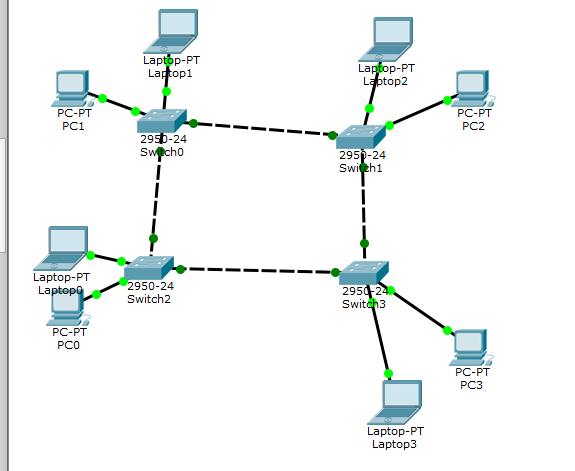 Laptop-PT
Laptop1
Laptop-PT
Laptop2
PC-PT
PC1
PC-PT
PC2
2950-24
Switch0
2950-24
Switch1
Laptop-PT
Laptop0
2950-24
Switch2
2950-24
Switch3
PC-PT
PC0
PC-PT
PC3
Laptop-PT
Laptop3